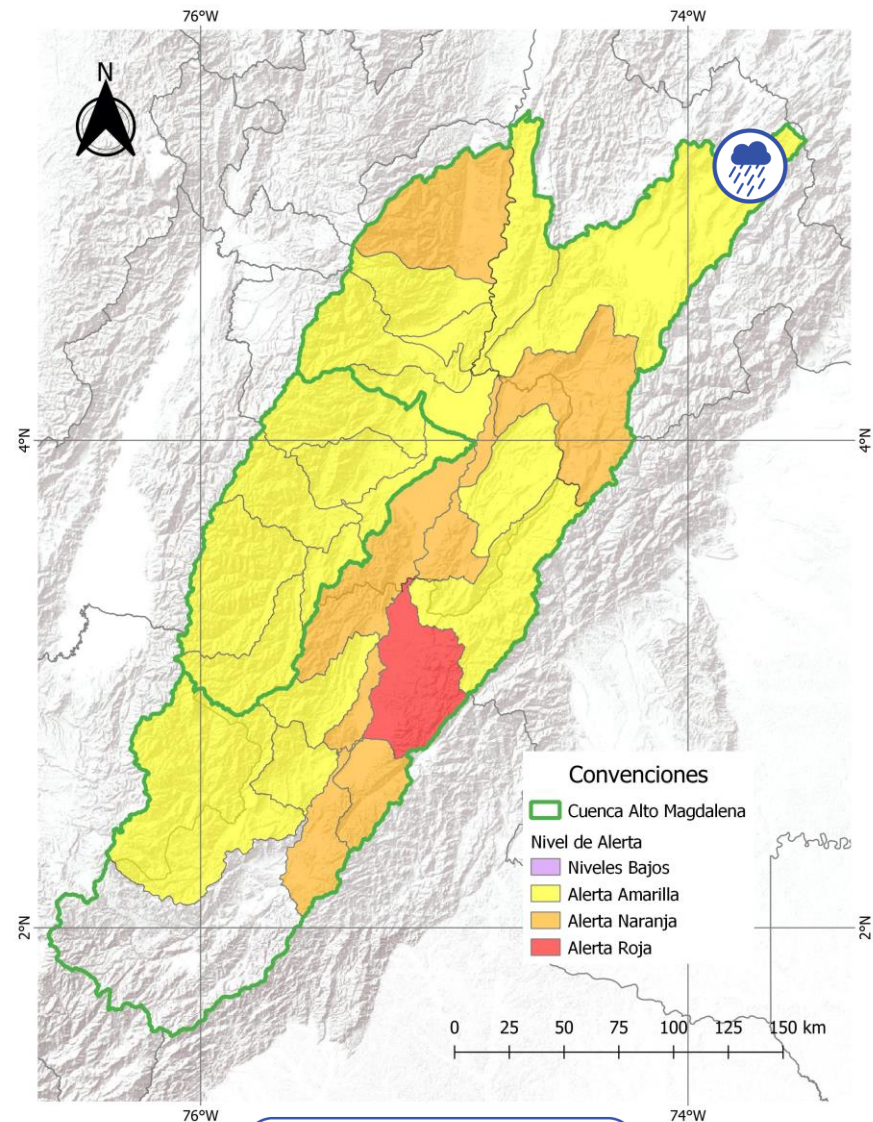 76°W
74°W
N
4°N
4°N
2°N
2°N
Convenciones
Cuenca Alto Magdalena
Nivel de Alerta
Niveles Bajos
Alerta Amarilla
Alerta Naranja
Alerta Roja
0 25 50 75 100 125 150 km
76°W
74°W